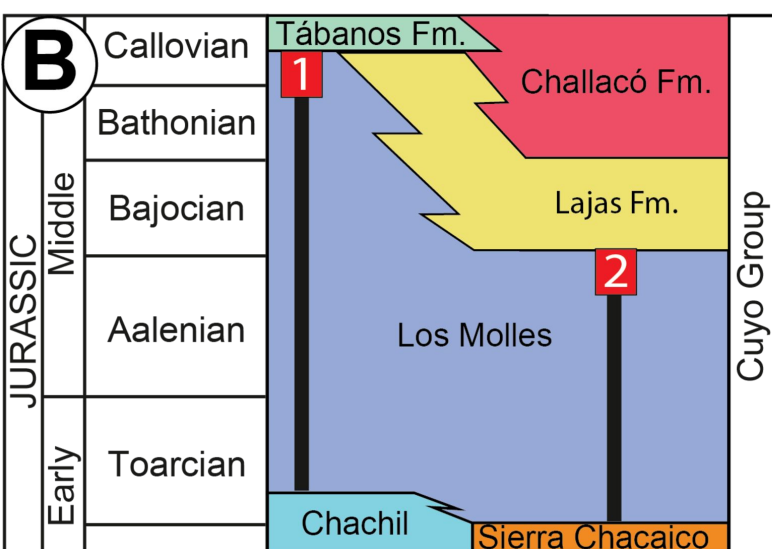 B
JURASSIC
Middle
Early
Callovian
Bathonian
Bajocian
Aalenian
Toarcian
Tábanos Fm.
1
Challacó Fm.
Lajas Fm.
2
Los Molles
Chachil
Sierra Chacaico
Cuyo Group